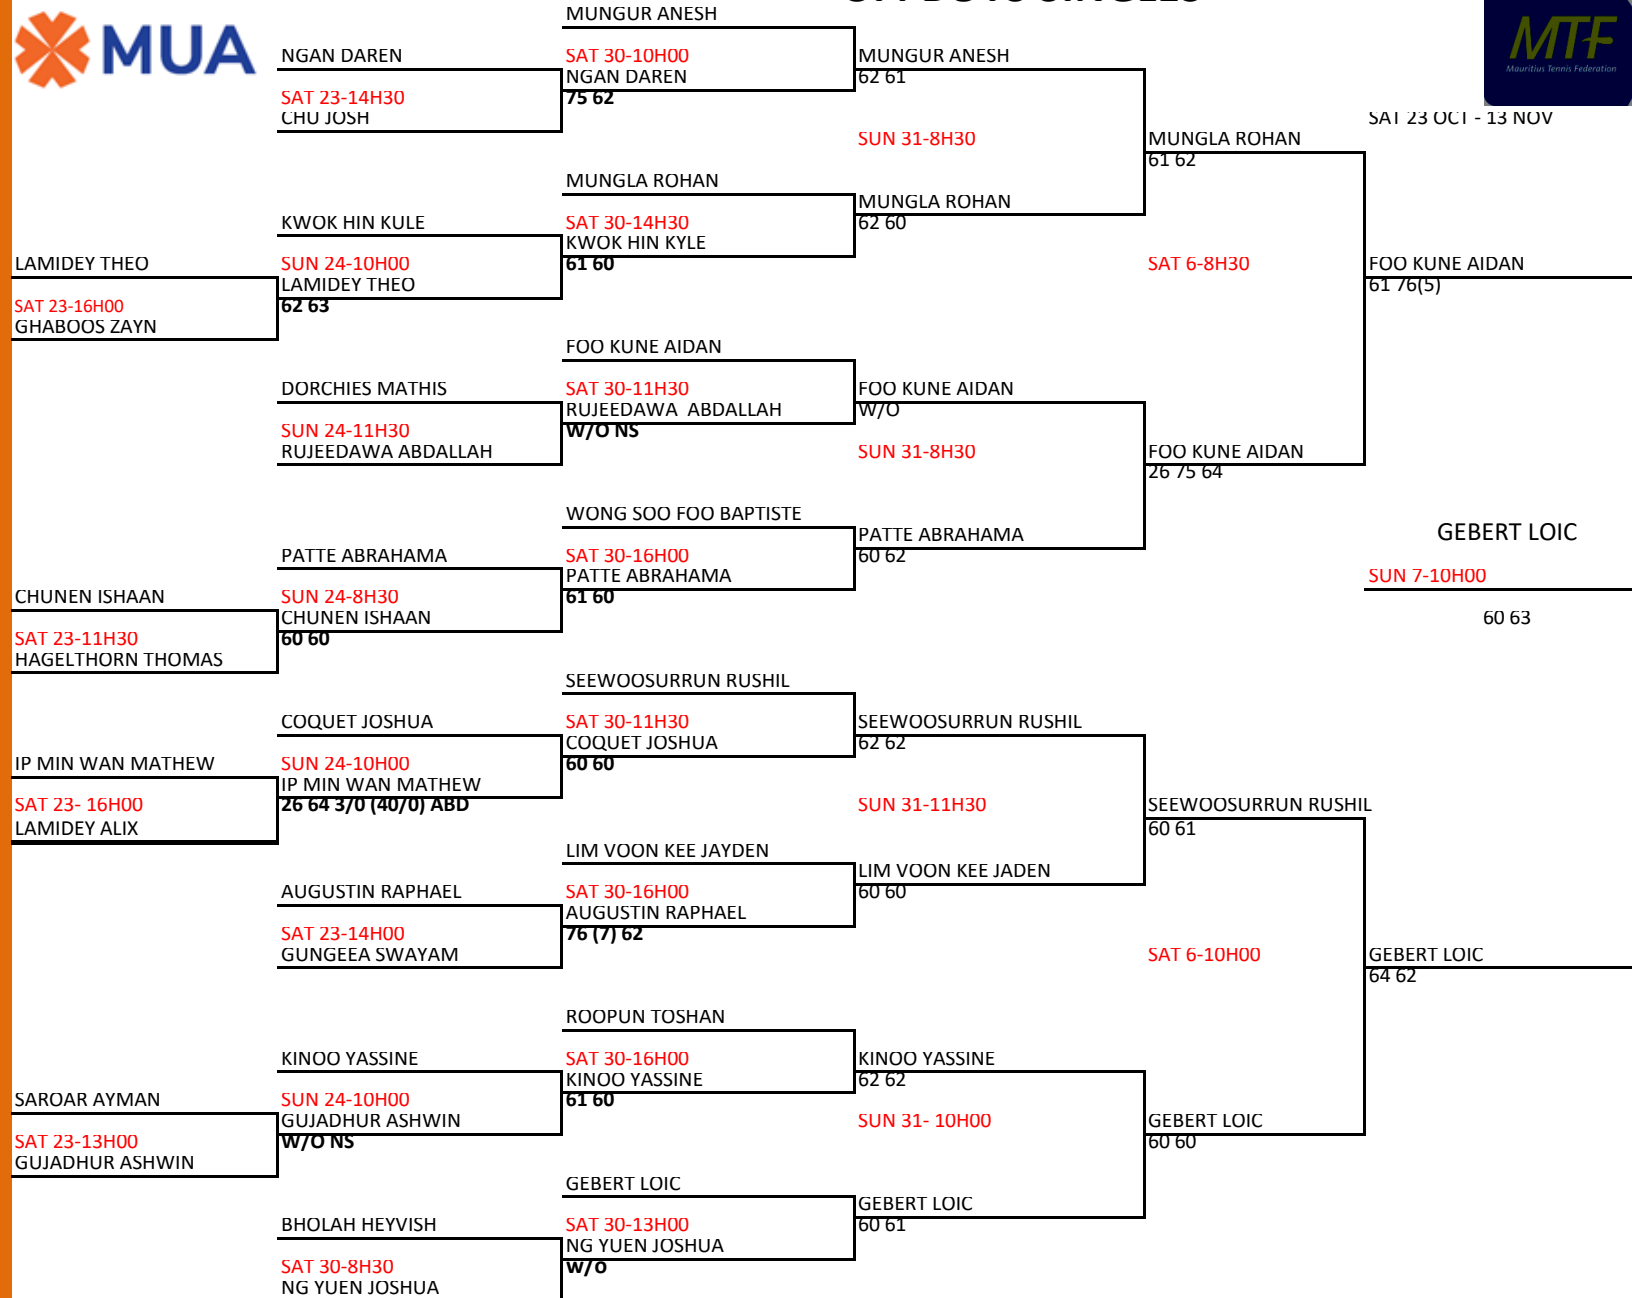 MUNGUR ANESH
MUA
NGAN DAREN
SAT 30-10H00
MUNGUR ANESH
MTF
Mauritius Tennis Federation
NGAN DAREN
62 61
SAT 23-14H30
75 62
CHU JOSH
SAT 23 OCT - 13 NOV
SUN 31-8H30
MUNGLA ROHAN
61 62
MUNGLA ROHAN
MUNGLA ROHAN
KWOK HIN KULE
SAT 30-14H30
62 60
KWOK HIN KYLE
LAMIDEY THEO
SUN 24-10H00
61 60
SAT 6-8H30
FOO KUNE AIDAN
LAMIDEY THEO
61 76(5)
SAT 23-16H00
62 63
GHABOOS ZAYN
FOO KUNE AIDAN
DORCHIES MATHIS
SAT 30-11H30
FOO KUNE AIDAN
RUJEEDAWA  ABDALLAH
W/O
SUN 24-11H30
W/O NS
RUJEEDAWA ABDALLAH
SUN 31-8H30
FOO KUNE AIDAN
26 75 64
WONG SOO FOO BAPTISTE
PATTE ABRAHAMA
GEBERT LOIC
PATTE ABRAHAMA
SAT 30-16H00
60 62
PATTE ABRAHAMA
SUN 7-10H00
CHUNEN ISHAAN
SUN 24-8H30
61 60
CHUNEN ISHAAN
60 63
SAT 23-11H30
60 60
HAGELTHORN THOMAS
SEEWOOSURRUN RUSHIL
COQUET JOSHUA
SAT 30-11H30
SEEWOOSURRUN RUSHIL
COQUET JOSHUA
62 62
IP MIN WAN MATHEW
SUN 24-10H00
60 60
IP MIN WAN MATHEW
SAT 23- 16H00
26 64 3/0 (40/0) ABD
SUN 31-11H30
SEEWOOSURRUN RUSHIL
LAMIDEY ALIX
60 61
LIM VOON KEE JAYDEN
LIM VOON KEE JADEN
AUGUSTIN RAPHAEL
SAT 30-16H00
60 60
AUGUSTIN RAPHAEL
SAT 23-14H00
76 (7) 62
GUNGEEA SWAYAM
SAT 6-10H00
GEBERT LOIC
64 62
ROOPUN TOSHAN
KINOO YASSINE
SAT 30-16H00
KINOO YASSINE
KINOO YASSINE
62 62
SAROAR AYMAN
SUN 24-10H00
61 60
GUJADHUR ASHWIN
SUN 31- 10H00
GEBERT LOIC
SAT 23-13H00
W/O NS
60 60
GUJADHUR ASHWIN
GEBERT LOIC
GEBERT LOIC
BHOLAH HEYVISH
SAT 30-13H00
60 61
NG YUEN JOSHUA
SAT 30-8H30
W/O
NG YUEN JOSHUA